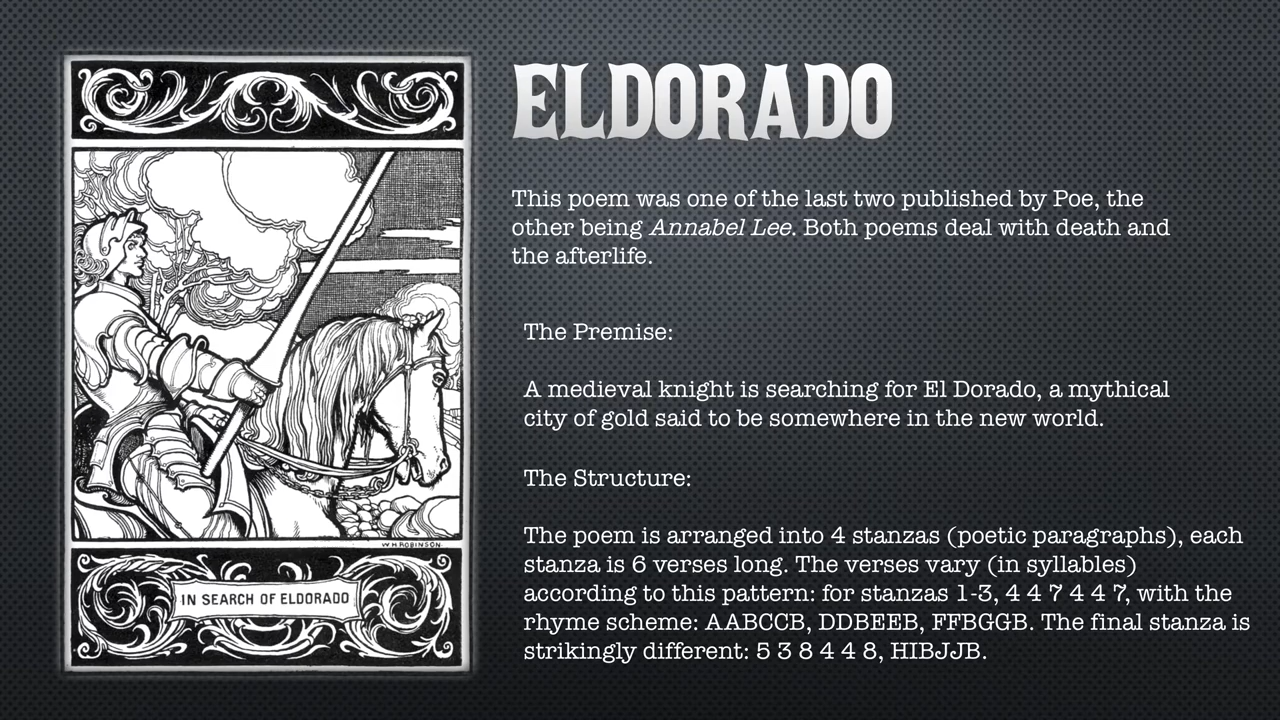 ELDORADO
This poem was one of the last two published by Poe, the
other being Annabel Lee. Both poems deal with death and
the afterlife.
The Premise:
A medieval knight is searching for El Dorado, a mythical
city of gold said to be somewhere in the new world.
The Structure:
The poem is arranged into 4 stanzas (poetic paragraphs), each
stanza is 6 verses long. The verses vary (in syllables)
according to this pattern: for stanzas 1-3, 4 4 7 4 4 7, with the
rhyme scheme: AABCCB, DDBEEB, FFBGGB. The final stanza is
strikingly different: 5 3 8 4 4 8, HIBJJB.
W.H.ROBINSON.
IN SEARCH OF ELDORADO